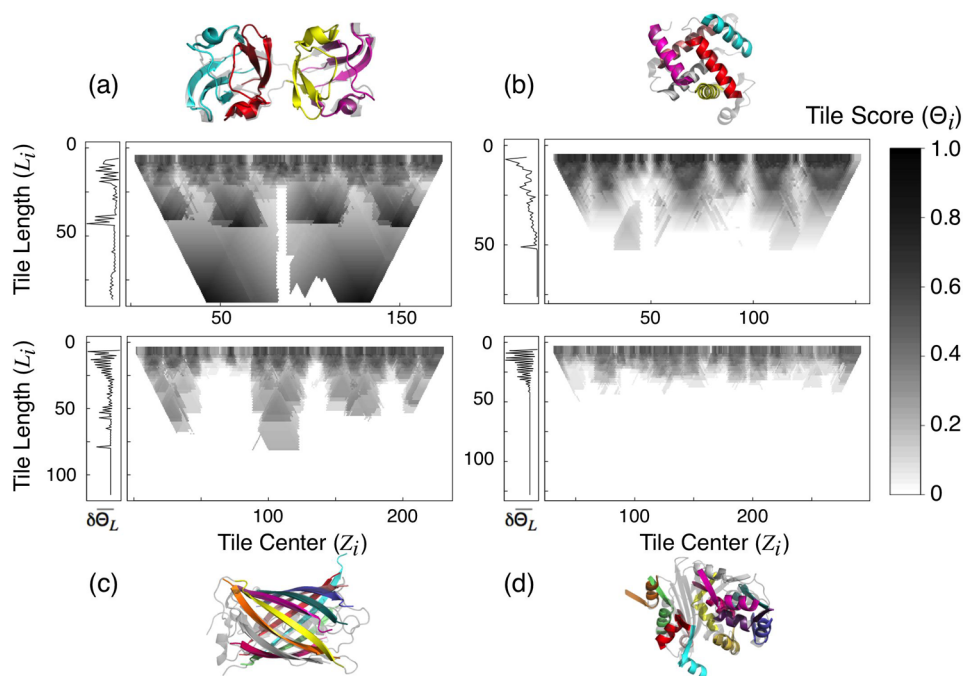 (a)
(b)
Tile Score (Θi)
Tile Length (Li)
0
50
50
150
0
50
50
100
1.0
0.8
0.6
0.4
0.2
0
Tile Length (Li)
0
50
100
100
200
0
50
100
100
200
δΘ̅L
δΘ̅L
Tile Center (Zi)
Tile Center (Zi)
(c)
(d)